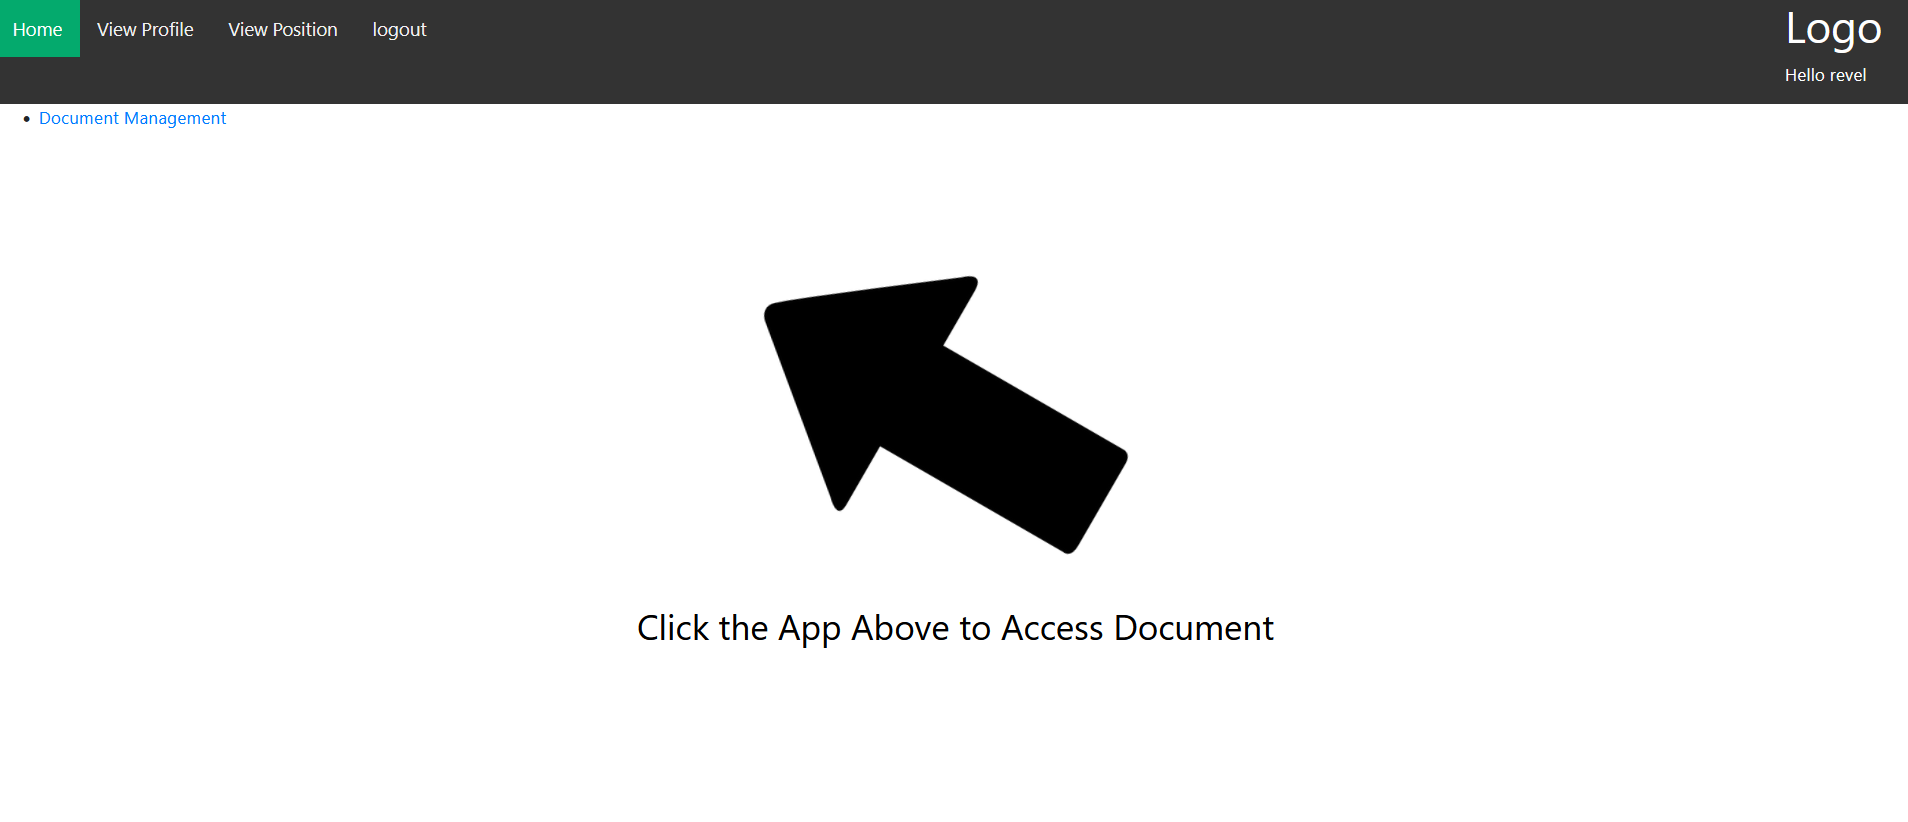 Home View Profile View Position logout
Logo
Hello revel
Document Management
Click the App Above to Access Document